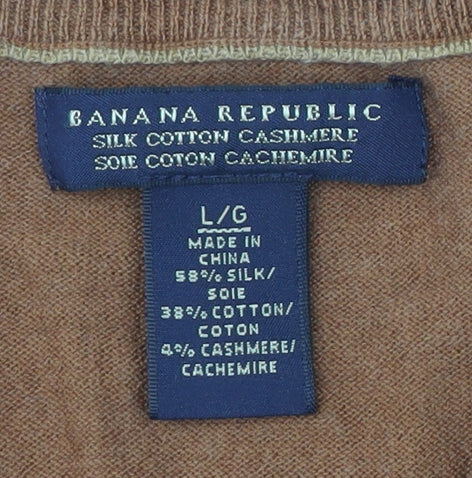 BANANA REPUBLIC
SILK COTTON CASHMERE
SOIE COTON CACHEMIRE
L/G
MADE IN
CHINA
58% SILK/
SOIE
38% COTTON/
COTON
4% CASHMERE/
CACHEMIRE